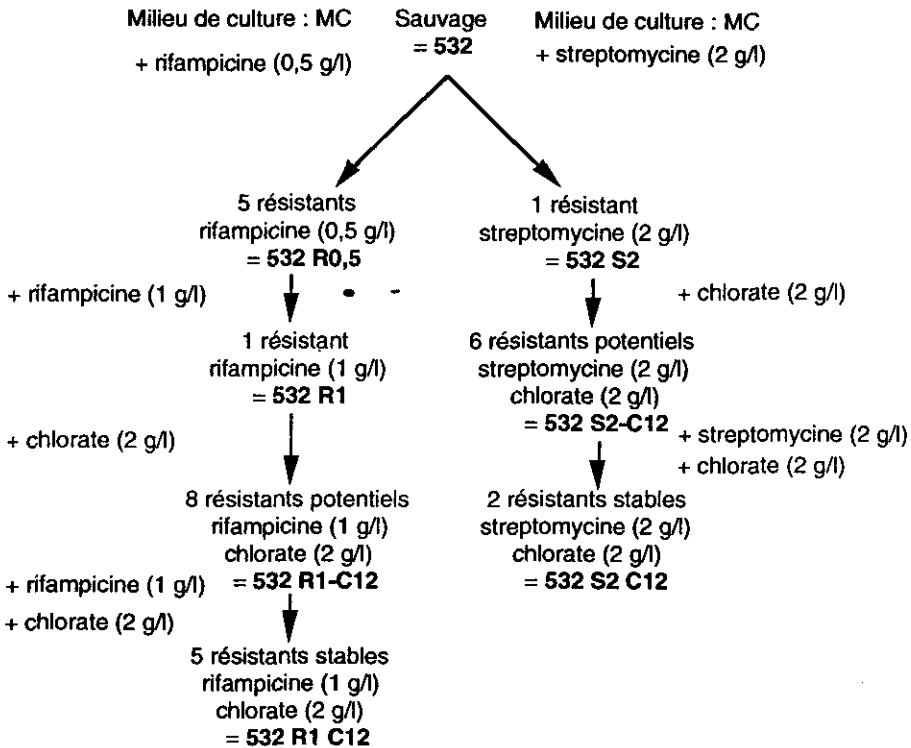 Milieu de culture : MC
+ rifampicine (0,5 g/l)
Sauvage
= 532
Milieu de culture : MC
+ streptomycine (2 g/l)
5 résistants
rifampicine (0,5 g/l)
= 532 R0,5
1 résistant
streptomycine (2 g/l)
= 532 S2
+ rifampicine (1 g/l)
+ chlorate (2 g/l)
1 résistant
rifampicine (1 g/l)
= 532 R1
6 résistants potentiels
streptomycine (2 g/l)
chlorate (2 g/l)
= 532 S2-C12
+ chlorate (2 g/l)
+ streptomycine (2 g/l)
+ chlorate (2 g/l)
8 résistants potentiels
rifampicine (1 g/l)
chlorate (2 g/l)
= 532 R1-C12
2 résistants stables
streptomycine (2 g/l)
chlorate (2 g/l)
= 532 S2 C12
+ rifampicine (1 g/l)
+ chlorate (2 g/l)
5 résistants stables
rifampicine (1 g/l)
chlorate (2 g/l)
= 532 R1 C12